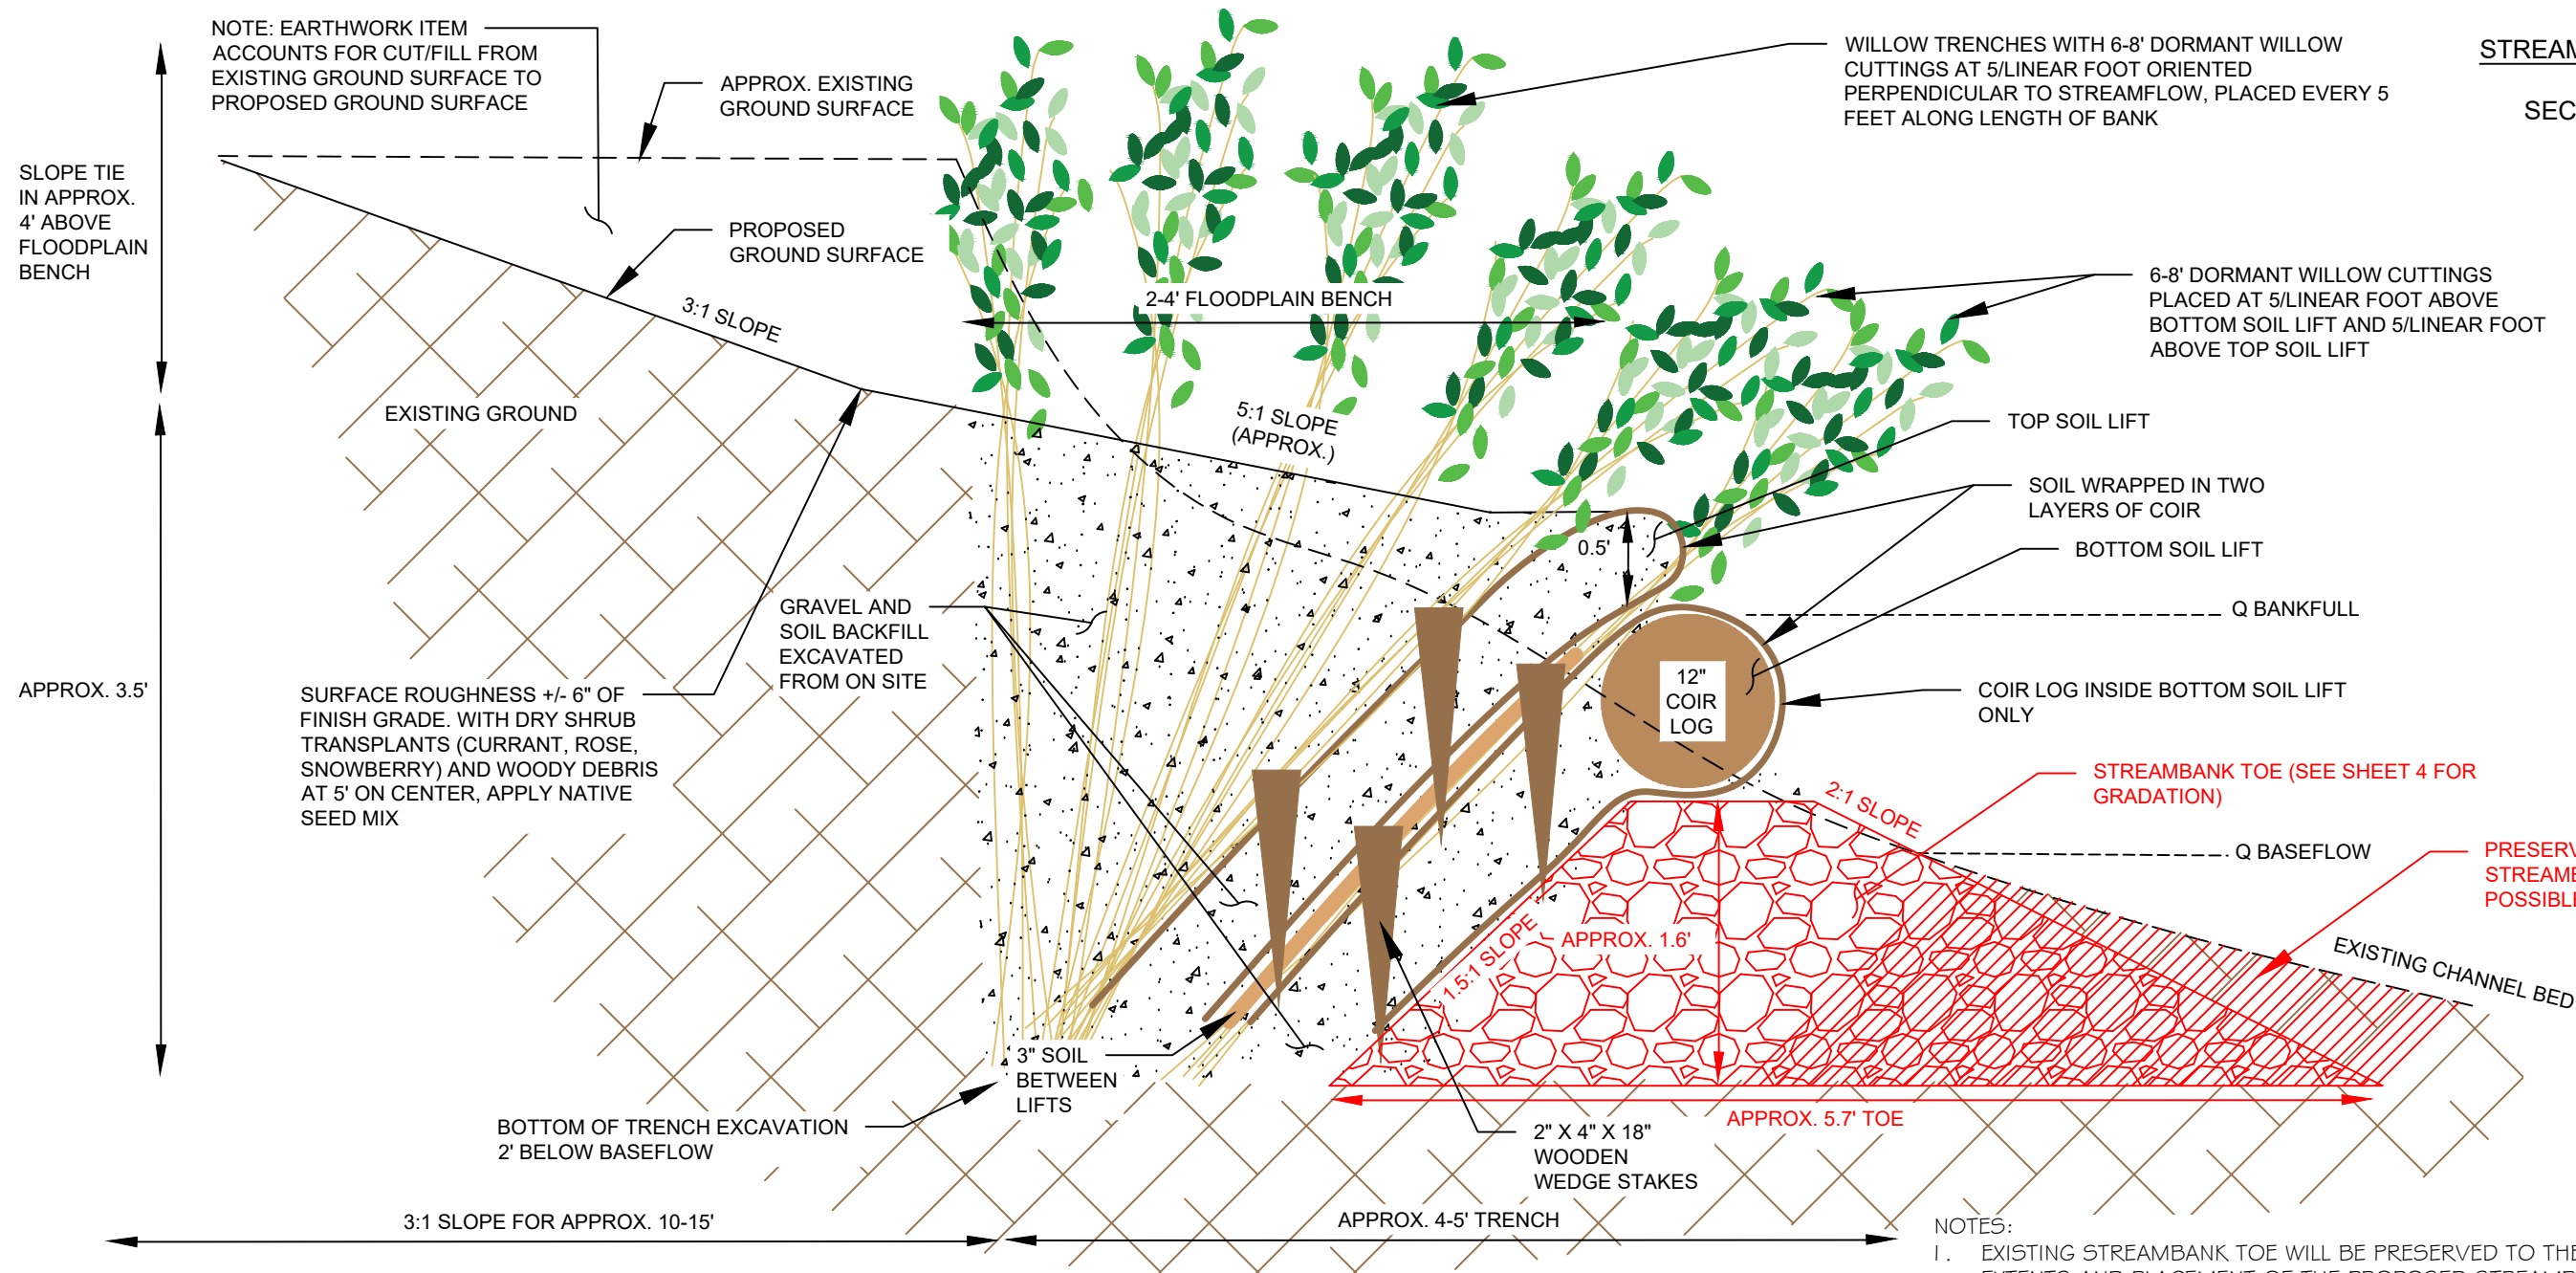 NOTE: EARTHWORK ITEM
ACCOUNTS FOR CUT/FILL FROM
EXISTING GROUND SURFACE TO
PROPOSED GROUND SURFACE
APPROX. EXISTING
GROUND SURFACE
WILLOW TRENCHES WITH 6-8' DORMANT WILLOW
CUTTINGS AT 5/LINEAR FOOT ORIENTED
PERPENDICULAR TO STREAMFLOW, PLACED EVERY 5
FEET ALONG LENGTH OF BANK
SLOPE TIE
IN APPROX.
4' ABOVE
FLOODPLAIN
BENCH
PROPOSED
GROUND SURFACE
3:1 SLOPE
2-4' FLOODPLAIN BENCH
6-8' DORMANT WILLOW CUTTINGS
PLACED AT 5/LINEAR FOOT ABOVE
BOTTOM SOIL LIFT AND 5/LINEAR FOOT
ABOVE TOP SOIL LIFT
EXISTING GROUND
5:1 SLOPE
(APPROX.)
TOP SOIL LIFT
SOIL WRAPPED IN TWO
LAYERS OF COIR
0.5'
BOTTOM SOIL LIFT
GRAVEL AND
SOIL BACKFILL
EXCAVATED
FROM ON SITE
Q BANKFULL
APPROX. 3.5'
SURFACE ROUGHNESS +/- 6" OF
FINISH GRADE. WITH DRY SHRUB
TRANSPLANTS (CURRANT, ROSE,
SNOWBERRY) AND WOODY DEBRIS
AT 5' ON CENTER, APPLY NATIVE
SEED MIX
12"
COIR
LOG
COIR LOG INSIDE BOTTOM SOIL LIFT
ONLY
STREAMBANK TOE (SEE SHEET 4 FOR
GRADATION)
2:1 SLOPE
Q BASEFLOW
1.5:1 SLOPE
APPROX. 1.6'
EXISTING CHANNEL BED
3" SOIL
BETWEEN
LIFTS
BOTTOM OF TRENCH EXCAVATION
2' BELOW BASEFLOW
APPROX. 5.7' TOE
2" X 4" X 18"
WOODEN
WEDGE STAKES
3:1 SLOPE FOR APPROX. 10-15'
APPROX. 4-5' TRENCH
NOTES:
1. EXISTING STREAMBANK TOE WILL BE PRESERVED TO THE
EXTENTS AND PLACEMENT OF THE PROPOSED